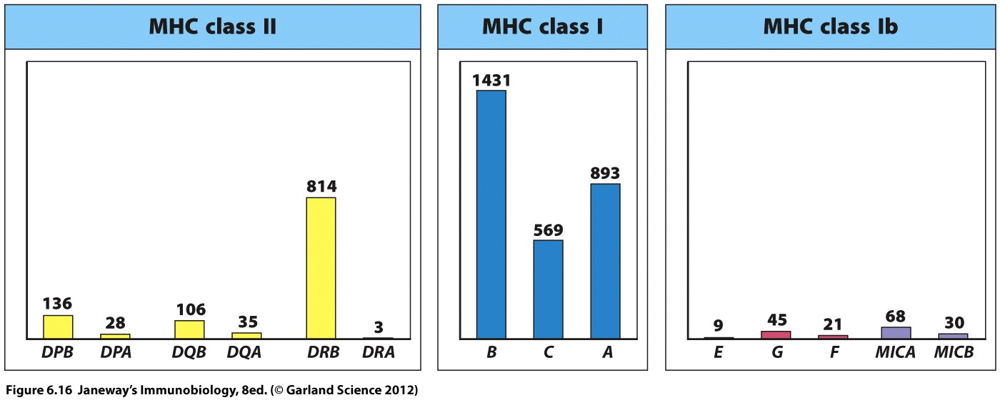 MHC class II
136
28
106
35
814
3
DPB DPA DQB DQA DRB DRA
MHC class I
1431
569
893
B C A
MHC class Ib
9
45
21
68
30
E G F MICA MICB
Figure 6.16 Janeway's Immunobiology, 8ed. (© Garland Science 2012)